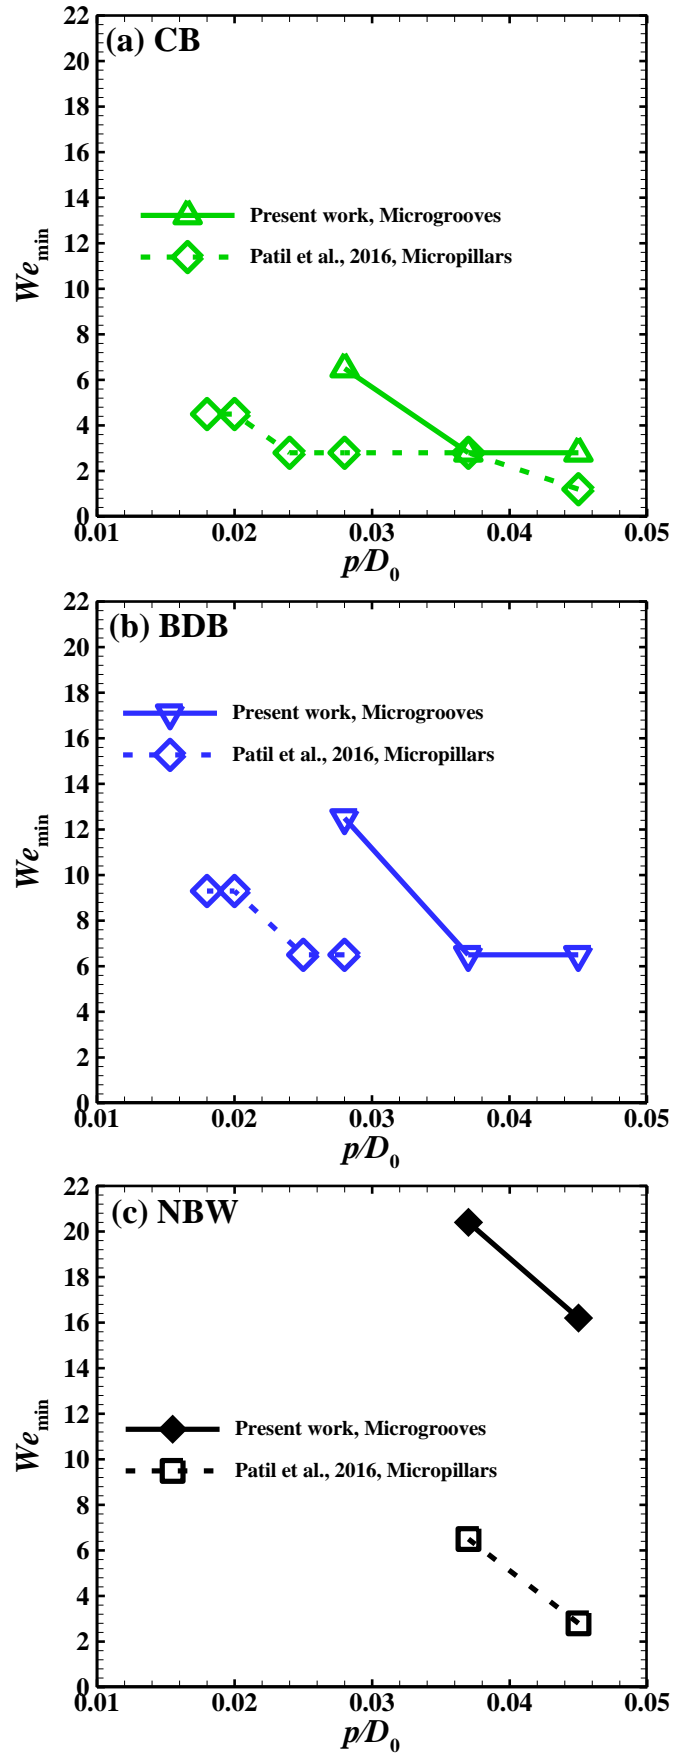 (a) CB
22
20
18
16
14
12
10
8
6
4
2
0
We_min
Present work, Microgrooves
Patil et al., 2016, Micropillars
0.01 0.02 0.03 0.04 0.05
p/D_0
(b) BDB
22
20
18
16
14
12
10
8
6
4
2
0
We_min
Present work, Microgrooves
Patil et al., 2016, Micropillars
0.01 0.02 0.03 0.04 0.05
p/D_0
(c) NBW
22
20
18
16
14
12
10
8
6
4
2
0
We_min
Present work, Microgrooves
Patil et al., 2016, Micropillars
0.01 0.02 0.03 0.04 0.05
p/D_0